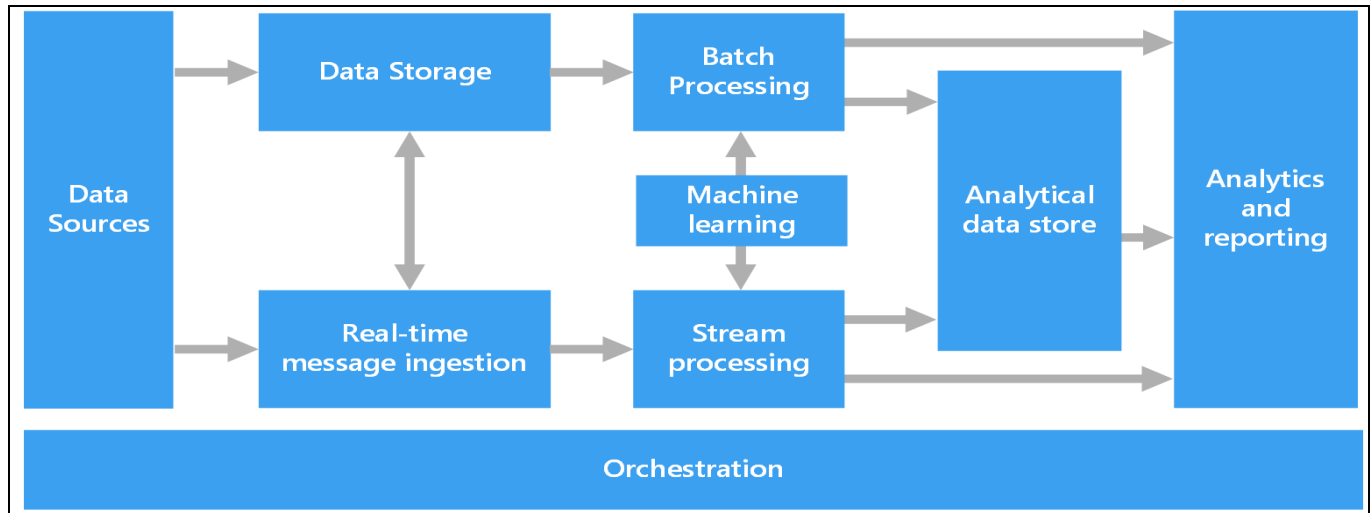 Data
Sources
Data Storage
Real-time
message ingestion
Batch
Processing
Machine
learning
Stream
processing
Analytical
data store
Analytics
and
reporting
Orchestration